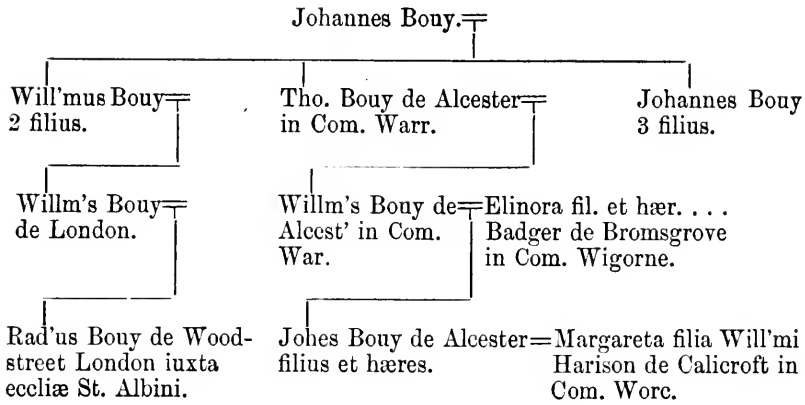 Johannes Bouy.
Will'mus Bouy
2 filius.
Tho. Bouy de Alcester
in Com. Warr.
Johannes Bouy
3 filius.
Willm's Bouy
de London.
Willm's Bouy de
Alcest' in Com.
War.
Elinora fil. et hær. . . .
Badger de Bromsgrove
in Com. Wigorne.
Rad'us Bouy de Wood-
street London iuxta
eccliæ St. Albini.
Johes Bouy de Alcester
filius et hæres.
Margareta filia Will'mi
Harison de Calicroft in
Com. Worc.